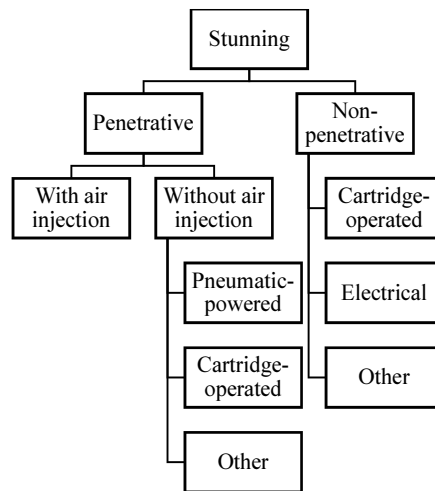 Stunning
Penetrative
Non-
penetrative
With air
injection
Without air
injection
Cartridge-
operated
Pneumatic-
powered
Electrical
Cartridge-
operated
Other
Other